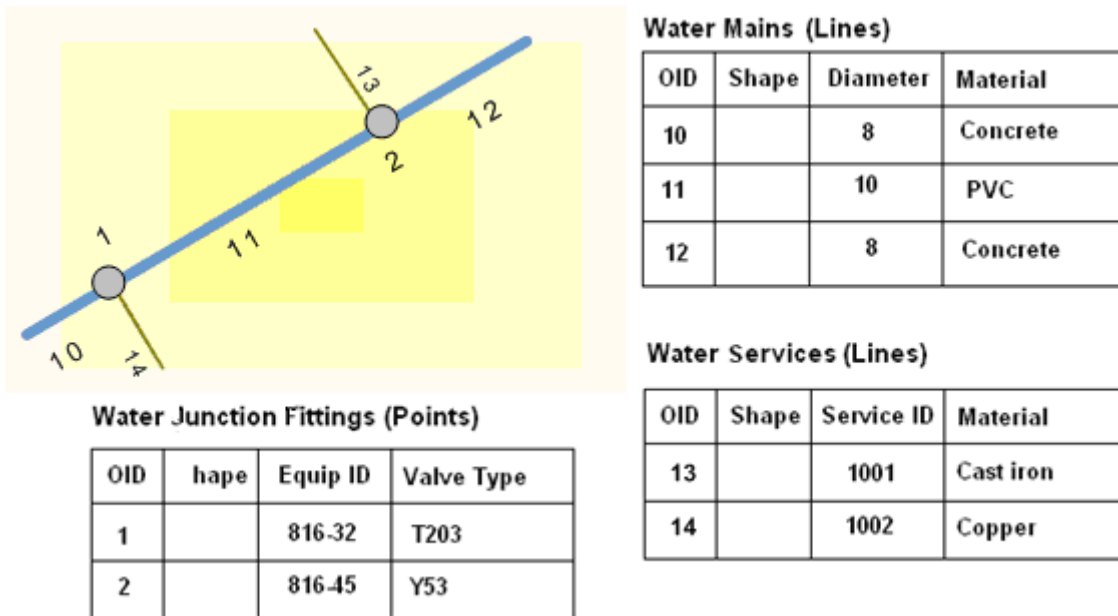 13
12
2
1
11
10
14
Water Mains (Lines)
OID Shape Diameter Material
10 8 Concrete
11 10 PVC
12 8 Concrete
Water Services (Lines)
OID Shape Service ID Material
13 1001 Cast iron
14 1002 Copper
Water Junction Fittings (Points)
OID hape Equip ID Valve Type
1 816-32 T203
2 816-45 Y53